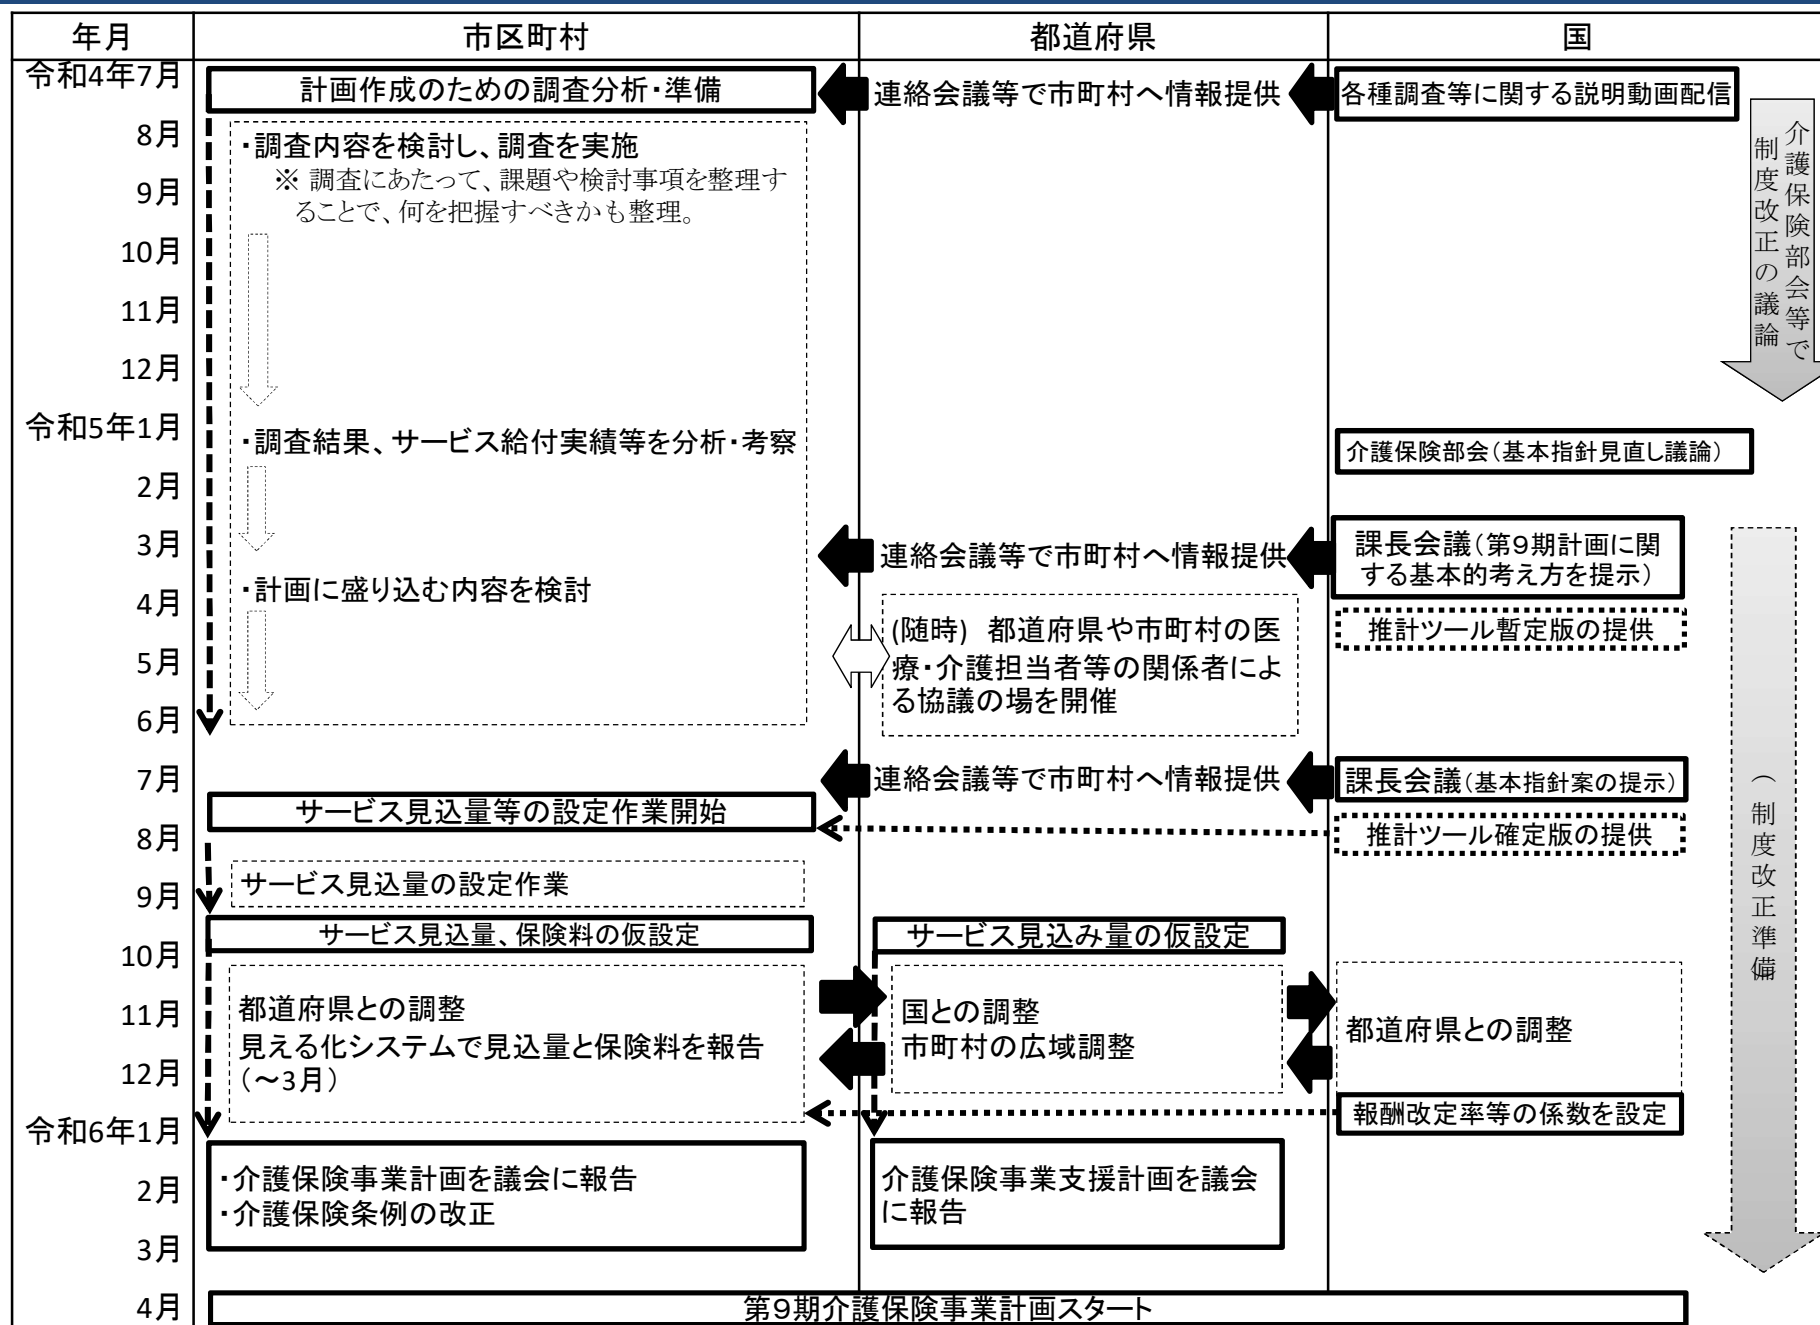 年月
市区町村
都道府県
国
令和4年7月
計画作成のための調査分析・準備
連絡会議等で市町村へ情報提供
各種調査等に関する説明動画配信
介護保険部会等で
制度改正の議論
8月
・調査内容を検討し、調査を実施
※ 調査にあたって、課題や検討事項を整理す
ることで、何を把握すべきかも整理。
9月
10月
11月
12月
令和5年1月
・調査結果、サービス給付実績等を分析・考察
介護保険部会(基本指針見直し議論)
2月
3月
連絡会議等で市町村へ情報提供
課長会議(第9期計画に関
する基本的考え方を提示)
・計画に盛り込む内容を検討
4月
(随時) 都道府県や市町村の医
療・介護担当者等の関係者によ
る協議の場を開催
推計ツール暫定版の提供
5月
6月
7月
連絡会議等で市町村へ情報提供
課長会議(基本指針案の提示)
サービス見込量等の設定作業開始
8月
推計ツール確定版の提供
(制度改正準備
9月
サービス見込量の設定作業
サービス見込量、保険料の仮設定
サービス見込み量の仮設定
10月
11月
都道府県との調整
見える化システムで見込量と保険料を報告
(~3月)
国との調整
市町村の広域調整
都道府県との調整
12月
報酬改定率等の係数を設定
令和6年1月
2月
・介護保険事業計画を議会に報告
・介護保険条例の改正
介護保険事業支援計画を議会
に報告
3月
4月
第9期介護保険事業計画スタート